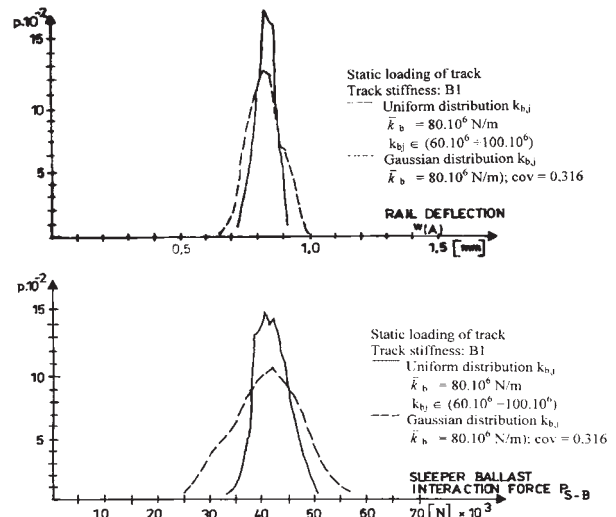 p.10⁻²
15
10
5
0
0,5
1.0
1,5 [mm]
Static loading of track
Track stiffness: B1
Uniform distribution k_b,j
k̄ b = 80.10⁶ N/m
k_bj ∈ (60.10⁶ ÷100.10⁶)
Gaussian distribution k_b,j
k̄ b = 80.10⁶ N/m); cov = 0,316
RAIL DEFLECTION
w(A)
p.10⁻²
15
10
5
0
10
20
30
40
50
60
70 [N] × 10³
Static loading of track
Track stiffness: B1
Uniform distribution k_b,j
k̄ b = 80.10⁶ N/m
k_bj ∈ (60.10⁶ −100.10⁶)
Gaussian distribution k_b,j
k̄ b = 80.10⁶ N/m); cov = 0.316
SLEEPER BALLAST
INTERACTION FORCE P_S-B